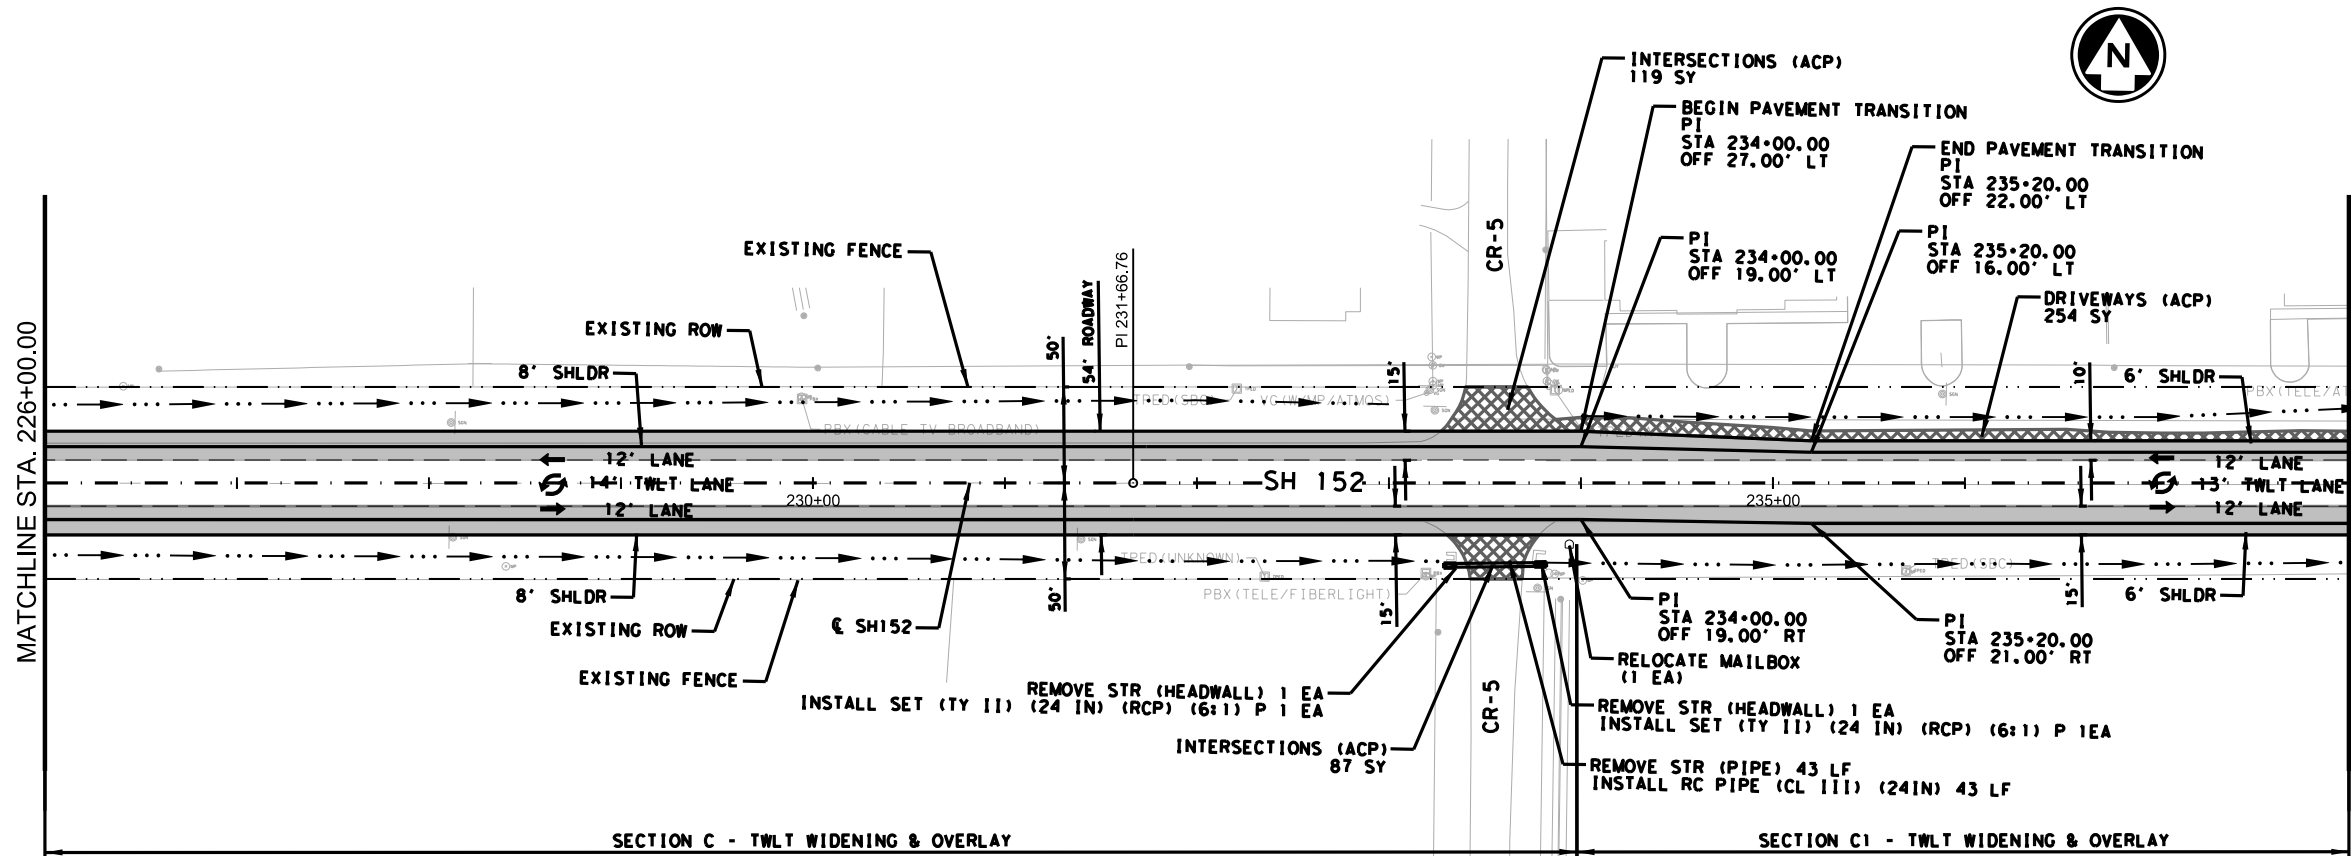 N
INTERSECTIONS (ACP)
119 SY
BEGIN PAVEMENT TRANSITION
PI
STA 234+00.00
OFF 27.00' LT
END PAVEMENT TRANSITION
PI
STA 235+20.00
OFF 22.00' LT
PI
STA 234+00.00
OFF 19.00' LT
PI
STA 235+20.00
OFF 16.00' LT
DRIVEWAYS (ACP)
254 SY
CR-5
EXISTING FENCE
EXISTING ROW
8' SHLDR
50'
54' ROADWAY
PI 231+66.76
15'
10'
6' SHLDR
MATCHLINE STA. 226+00.00
TPED(SBC)
VG(W/MP/ATMOS)
PBX(CABLE TV BROADBAND)
12' LANE
14' TWLT LANE
12' LANE
230+00
SH 152
235+00
12' LANE
13' TWLT LANE
12' LANE
TPED(UNKNOWN)
PBX(TELE/FIBERLIGHT)
TPED(SBC)
8' SHLDR
50'
15'
15'
6' SHLDR
EXISTING ROW
EXISTING FENCE
℄ SH152
PI
STA 234+00.00
OFF 19.00' RT
PI
STA 235+20.00
OFF 21.00' RT
RELOCATE MAILBOX
(1 EA)
REMOVE STR (HEADWALL) 1 EA
INSTALL SET (TY II) (24 IN) (RCP) (6:1) P 1 EA
CR-5
REMOVE STR (HEADWALL) 1 EA
INSTALL SET (TY II) (24 IN) (RCP) (6:1) P 1EA
INTERSECTIONS (ACP)
87 SY
REMOVE STR (PIPE) 43 LF
INSTALL RC PIPE (CL III) (24IN) 43 LF
SECTION C - TWLT WIDENING & OVERLAY
SECTION C1 - TWLT WIDENING & OVERLAY